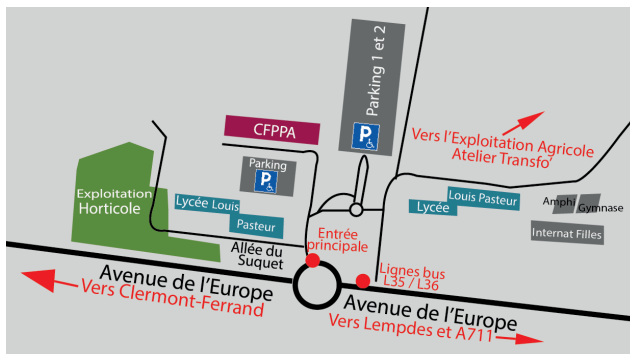 Parking 1 et 2
P
CFPPA
Parking
P
Vers l'Exploitation Agricole
Atelier Transfo'
Exploitation
Horticole
Lycée Louis
Pasteur
Louis Pasteur
Lycée
Amphi
Gymnase
Internat Filles
Entrée
principale
Allée du
Suquet
Lignes bus
L35 / L36
Avenue de l'Europe
Vers Clermont-Ferrand
Avenue de l'Europe
Vers Lempdes et A711